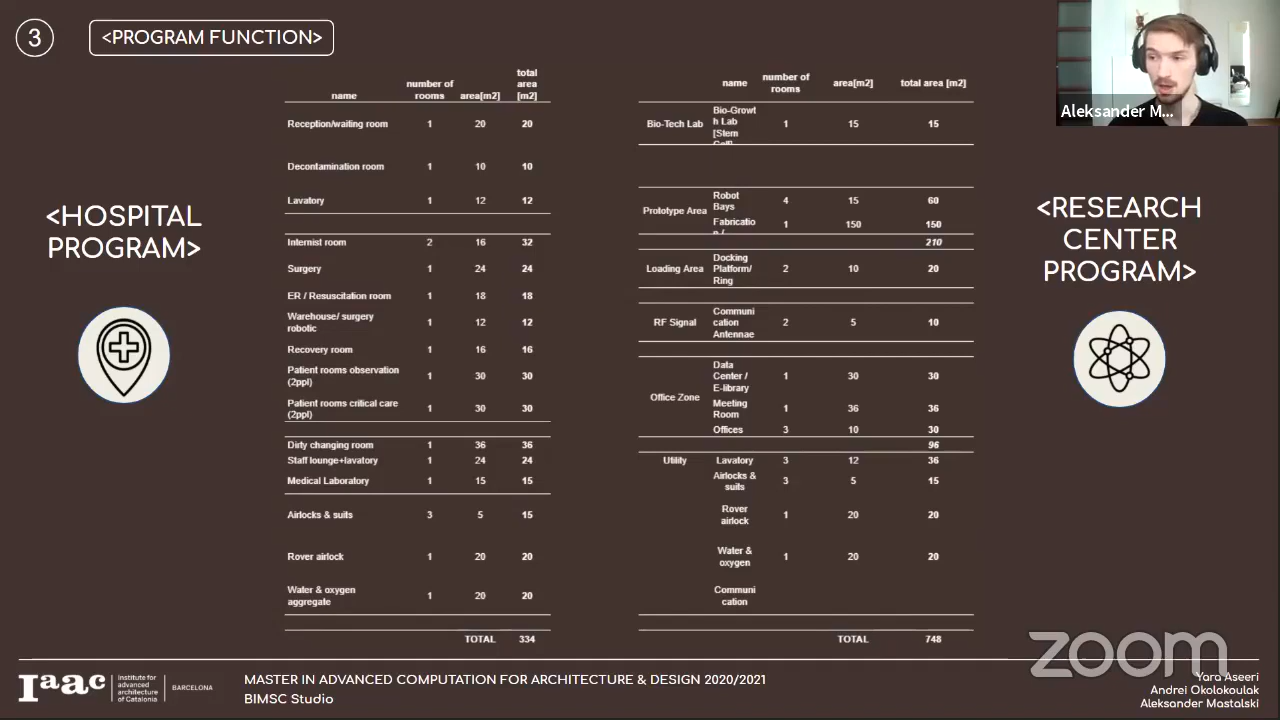 3
<PROGRAM FUNCTION>
Aleksander M...
<HOSPITAL
PROGRAM>
name number of rooms area[m2] total area [m2]
Reception/waiting room 1 20 20
Decontamination room 1 10 10
Lavatory 1 12 12
Internist room 2 16 32
Surgery 1 24 24
ER / Resuscitation room 1 18 18
Warehouse/ surgery robotic 1 12 12
Recovery room 1 16 16
Patient rooms observation (2ppl) 1 30 30
Patient rooms critical care (2ppl) 1 30 30
Dirty changing room 1 36 36
Staff lounge+lavatory 1 24 24
Medical Laboratory 1 15 15
Airlocks & suits 3 5 15
Rover airlock 1 20 20
Water & oxygen aggregate 1 20 20
TOTAL 334
name number of rooms area[m2] total area [m2]
Bio-Tech Lab Bio-Growt h Lab [Stem 1 15 15
Prototype Area Robot Bays 4 15 60
Fabricatio 1 150 150
210
Loading Area Docking Platform/ Ring 2 10 20
RF Signal Communi cation Antennae 2 5 10
Office Zone Data Center / E-library 1 30 30
Meeting Room 1 36 36
Offices 3 10 30
96
Utility Lavatory 3 12 36
Airlocks & suits 3 5 15
Rover airlock 1 20 20
Water & oxygen 1 20 20
Communi cation
TOTAL 748
<RESEARCH
CENTER
PROGRAM>
zoom
Iaac
Institute for
advanced
architecture
of Catalonia
BARCELONA
MASTER IN ADVANCED COMPUTATION FOR ARCHITECTURE & DESIGN 2020/2021
BIMSC Studio
Yara Aseeri
Andrei Okolokoulak
Aleksander Mastalski